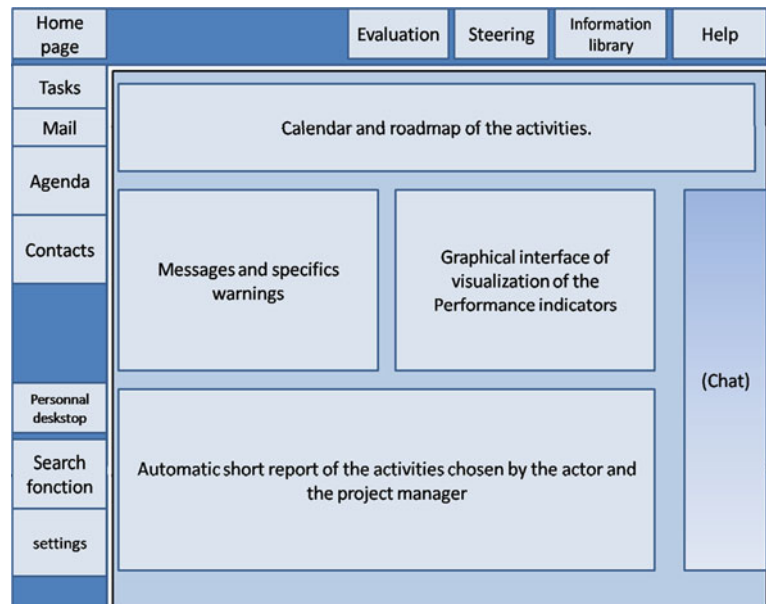 Home
page
Evaluation
Steering
Information
library
Help
Tasks
Mail
Agenda
Contacts
Personnal
deskstop
Search
fonction
settings
Calendar and roadmap of the activities.
Messages and specifics
warnings
Graphical interface of
visualization of the
Performance indicators
(Chat)
Automatic short report of the activities chosen by the actor and
the project manager